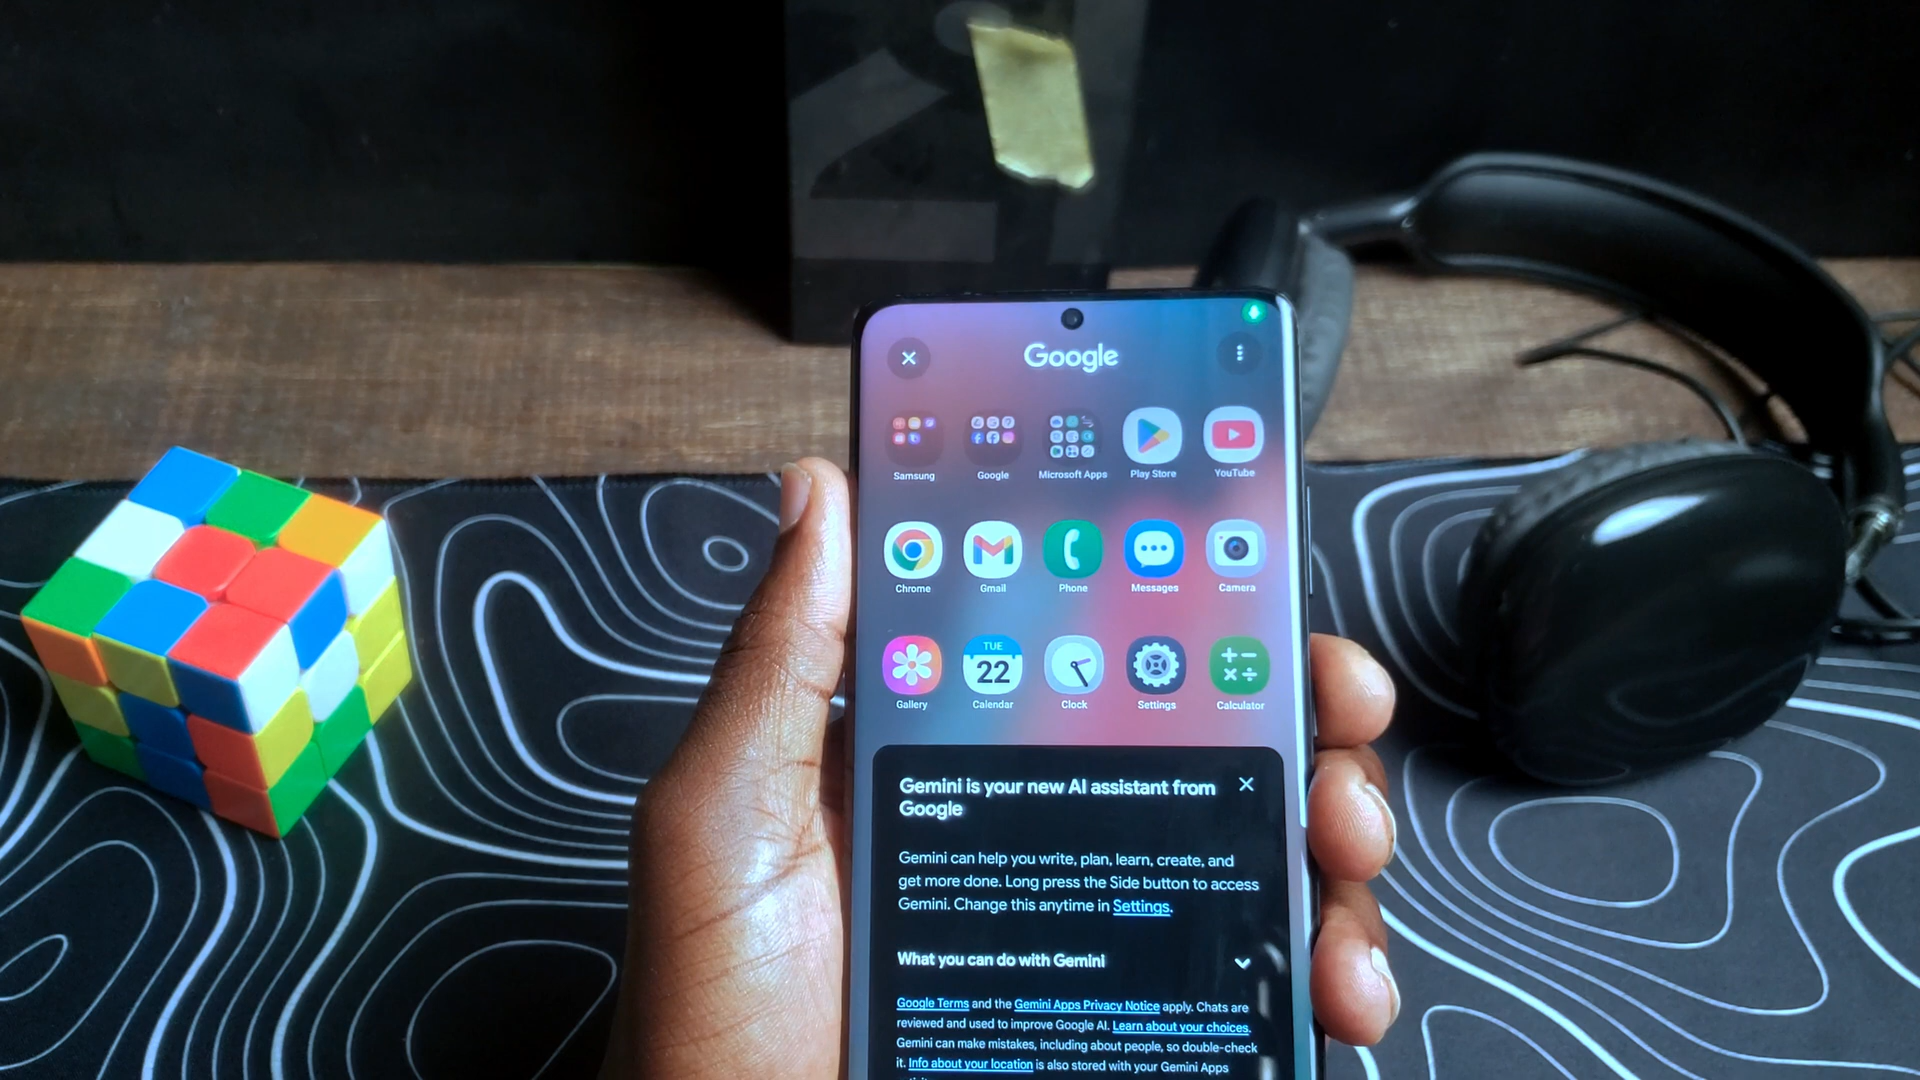 Google
Samsung
Google
Microsoft Apps
Play Store
YouTube
Chrome
Gmail
Phone
Messages
Camera
TUE
22
Gallery
Calendar
Clock
Settings
Calculator
Gemini is your new AI assistant from
Google
Gemini can help you write, plan, learn, create, and
get more done. Long press the Side button to access
Gemini. Change this anytime in Settings.
What you can do with Gemini
Google Terms and the Gemini Apps Privacy Notice apply. Chats are
reviewed and used to improve Google AI. Learn about your choices.
Gemini can make mistakes, including about people, so double-check
it. Info about your location is also stored with your Gemini Apps